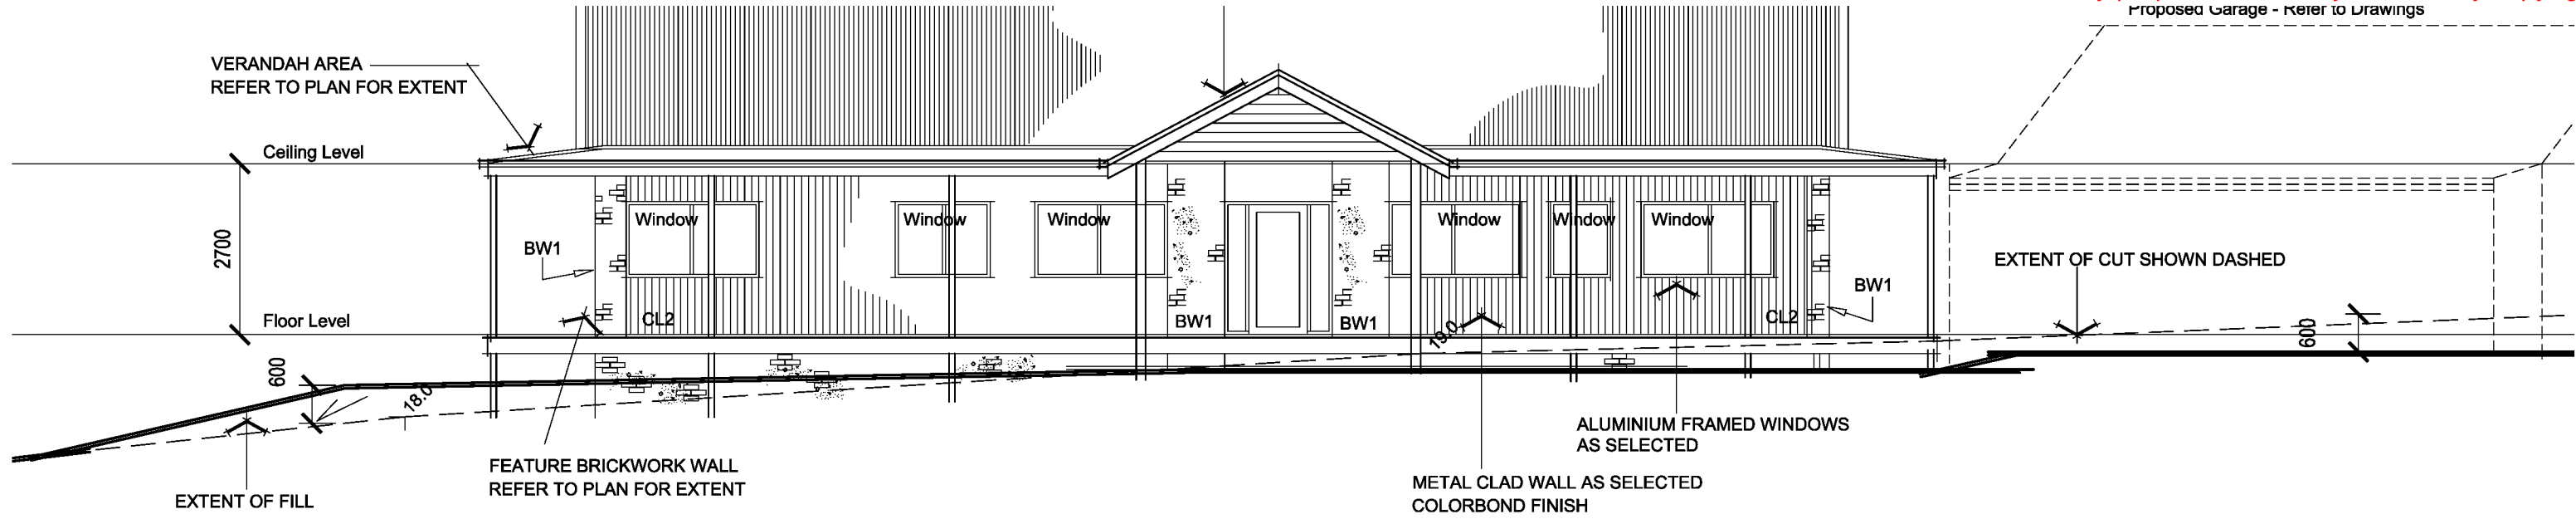 Proposed Garage - Refer to Drawings
VERANDAH AREA
REFER TO PLAN FOR EXTENT
Ceiling Level
2700
Window
Window
Window
Window
Window
Window
BW1
EXTENT OF CUT SHOWN DASHED
BW1
Floor Level
CL2
BW1
BW1
CL2
19.0
600
600
18.0
ALUMINIUM FRAMED WINDOWS
AS SELECTED
FEATURE BRICKWORK WALL
REFER TO PLAN FOR EXTENT
METAL CLAD WALL AS SELECTED
COLORBOND FINISH
EXTENT OF FILL